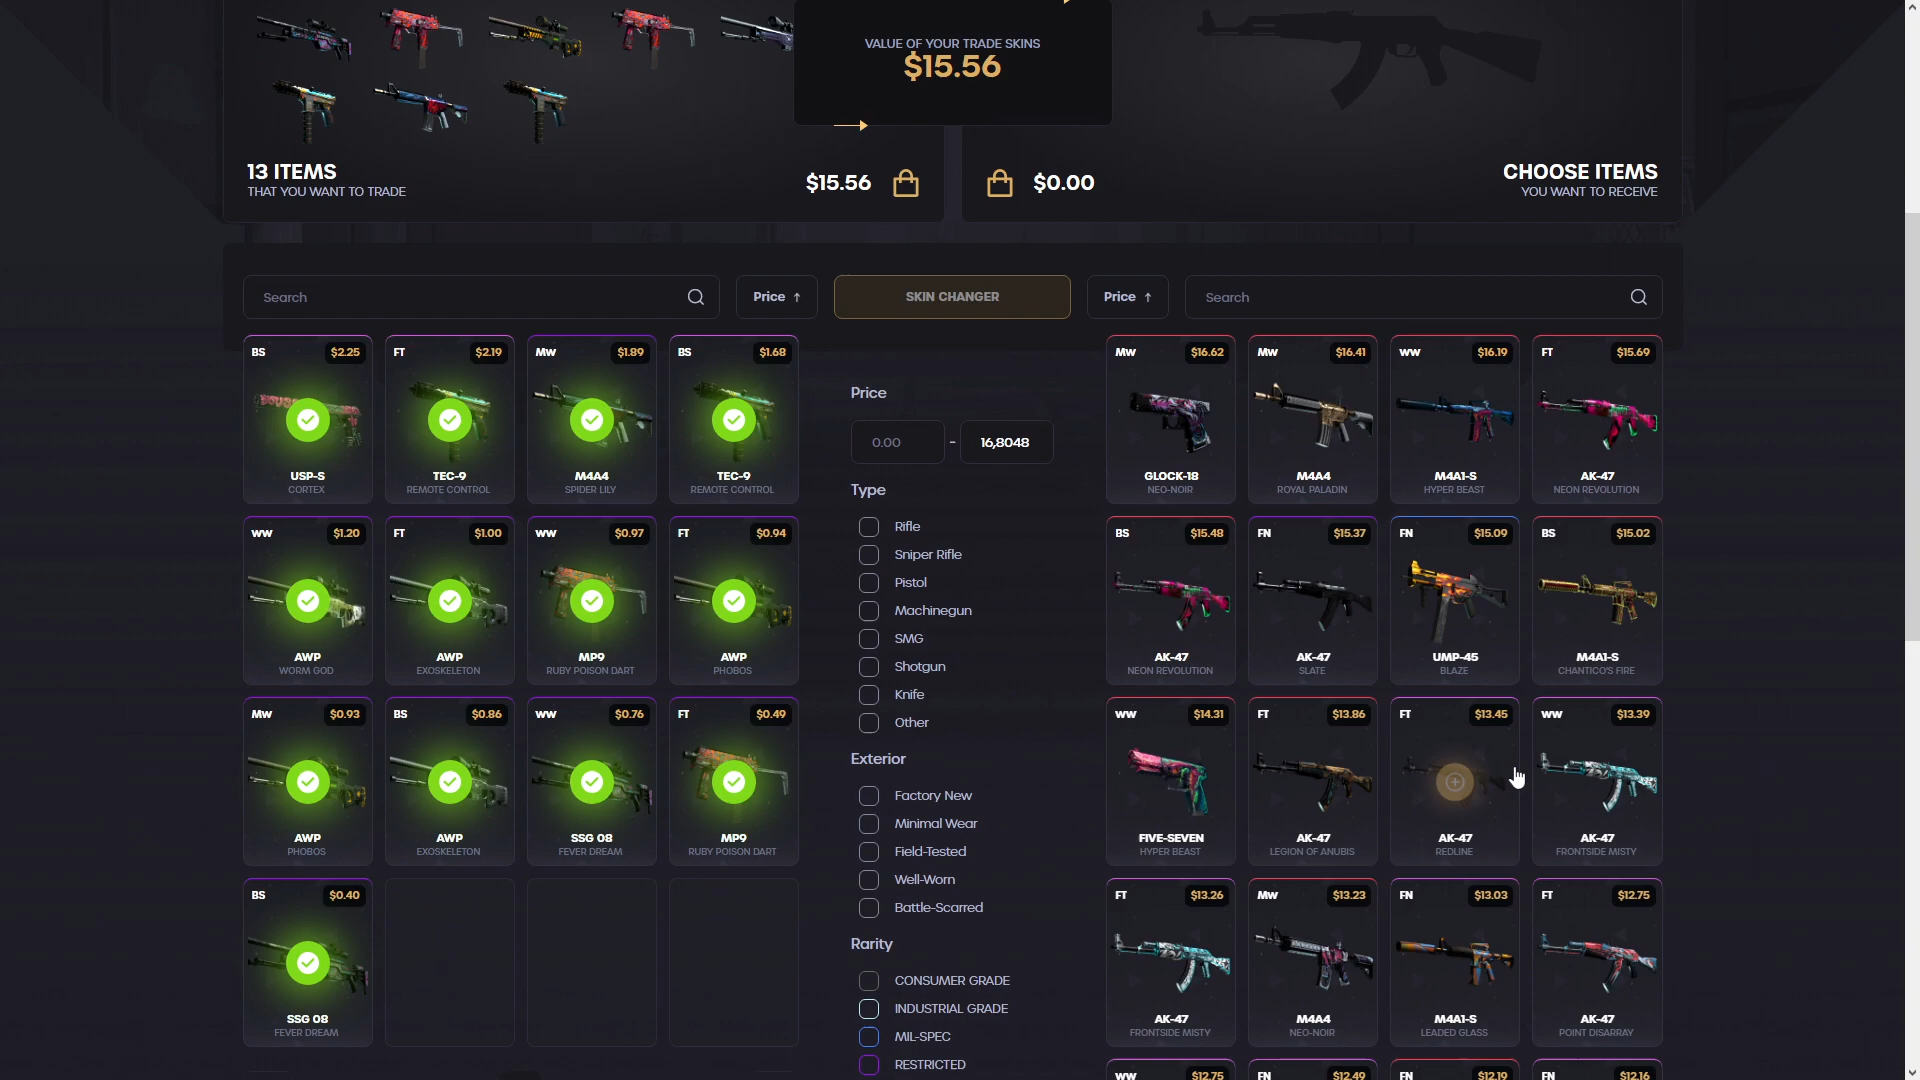 VALUE OF YOUR TRADE SKINS
$15.56
13 ITEMS
THAT YOU WANT TO TRADE
$15.56
$0.00
CHOOSE ITEMS
YOU WANT TO RECEIVE
Search
Price ↑
SKIN CHANGER
Price ↑
Search
BS $2.25
USP-S
CORTEX
FT $2.19
TEC-9
REMOTE CONTROL
MW $1.89
M4A4
SPIDER LILY
BS $1.68
TEC-9
REMOTE CONTROL
WW $1.20
AWP
WORM GOD
FT $1.00
AWP
EXOSKELETON
WW $0.97
MP9
RUBY POISON DART
FT $0.94
AWP
PHOBOS
MW $0.93
AWP
PHOBOS
BS $0.86
AWP
EXOSKELETON
WW $0.76
SSG 08
FEVER DREAM
FT $0.49
MP9
RUBY POISON DART
BS $0.40
SSG 08
FEVER DREAM
Price
0.00 - 16,8048
Type
Rifle
Sniper Rifle
Pistol
Machinegun
SMG
Shotgun
Knife
Other
Exterior
Factory New
Minimal Wear
Field-Tested
Well-Worn
Battle-Scarred
Rarity
CONSUMER GRADE
INDUSTRIAL GRADE
MIL-SPEC
RESTRICTED
MW $16.62
GLOCK-18
NEO-NOIR
MW $16.41
M4A4
ROYAL PALADIN
WW $16.19
M4A1-S
HYPER BEAST
FT $15.69
AK-47
NEON REVOLUTION
BS $15.48
AK-47
NEON REVOLUTION
FN $15.37
AK-47
SLATE
FN $15.09
UMP-45
BLAZE
BS $15.02
M4A1-S
CHANTICO'S FIRE
WW $14.31
FIVE-SEVEN
HYPER BEAST
FT $13.86
AK-47
LEGION OF ANUBIS
FT $13.45
AK-47
REDLINE
WW $13.39
AK-47
FRONTSIDE MISTY
FT $13.26
AK-47
FRONTSIDE MISTY
MW $13.23
M4A4
NEO-NOIR
FN $13.03
M4A1-S
LEADED GLASS
FT $12.75
AK-47
POINT DISARRAY
WW $12.75
FN $12.49
FN $12.19
FN $12.16